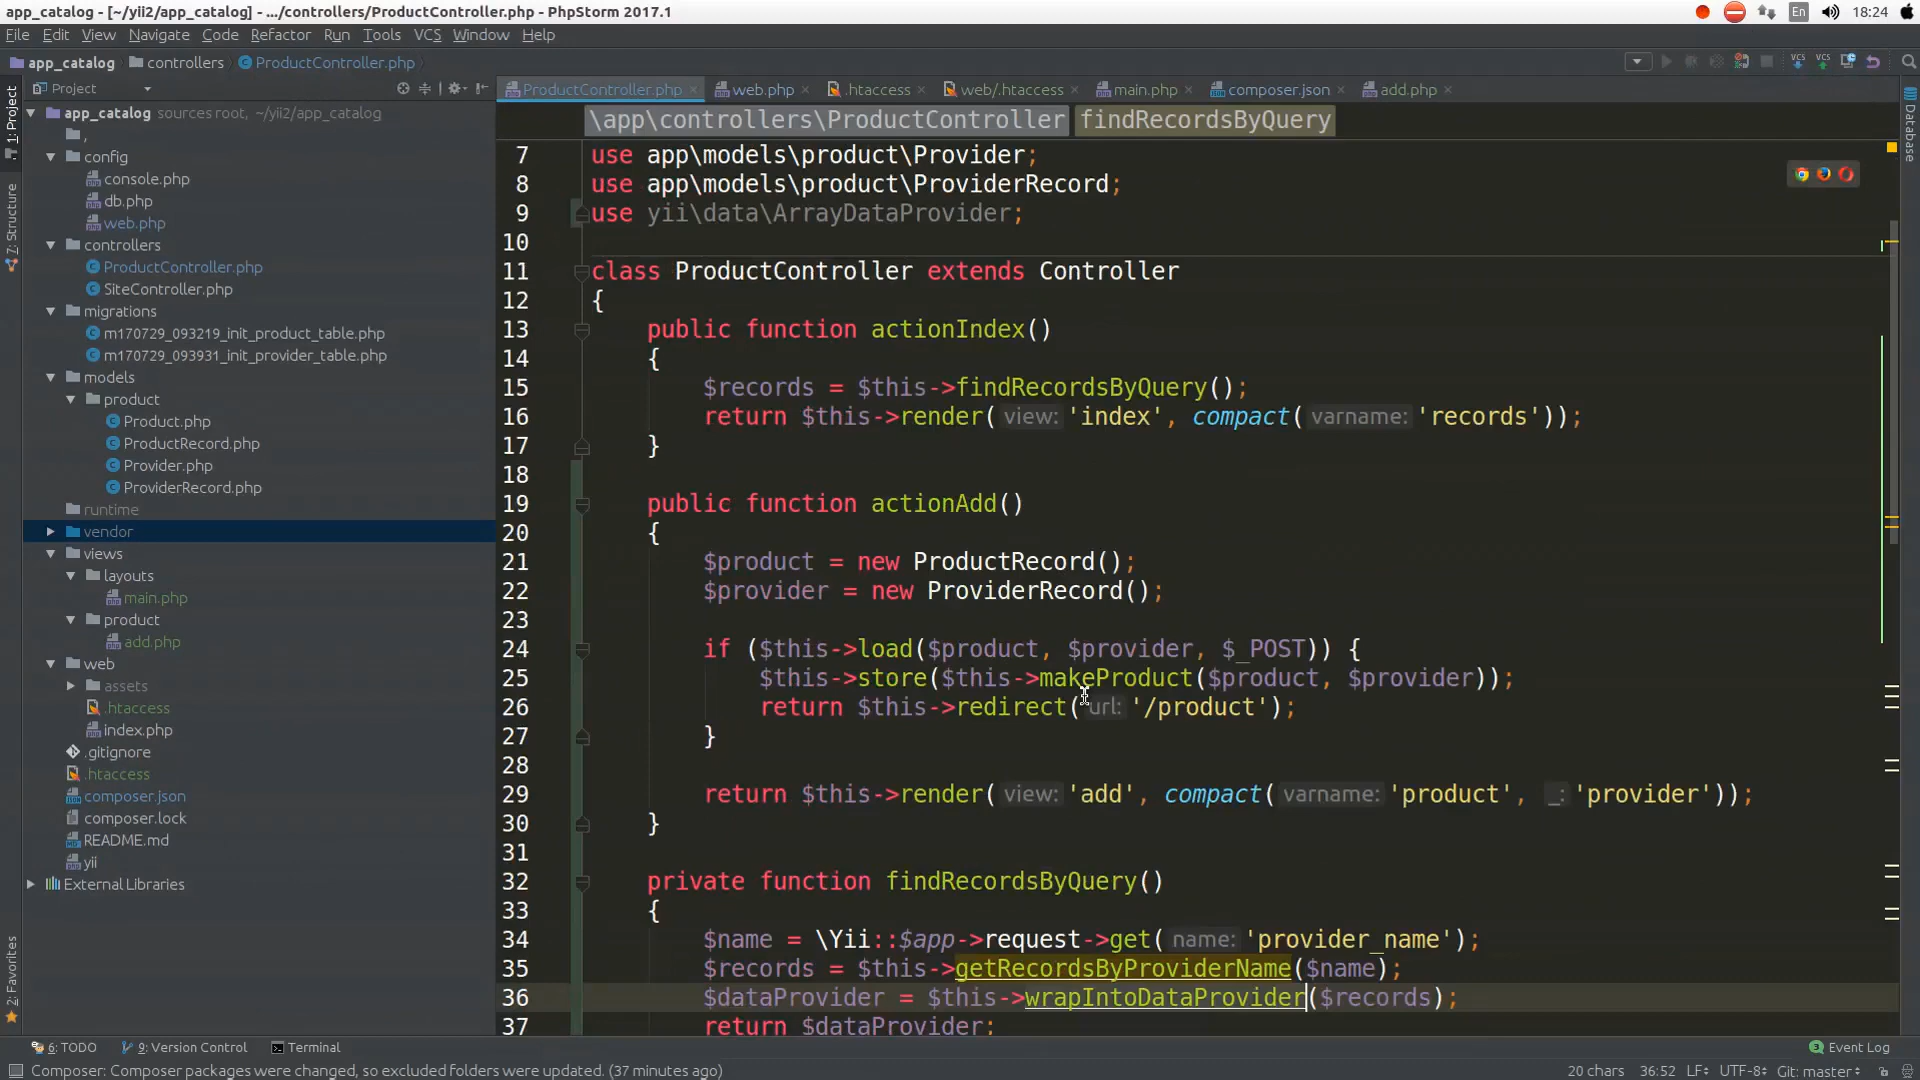 app_catalog - [~/yii2/app_catalog] - .../controllers/ProductController.php - PhpStorm 2017.1
En
18:24
File Edit View Navigate Code Refactor Run Tools VCS Window Help
app_catalog controllers ProductController.php
VCS VCS
Project
ProductController.php web.php .htaccess web/.htaccess main.php composer.json add.php
1: Project
7: Structure
2: Favorites
Database
app_catalog sources root, ~/yii2/app_catalog
,
config
console.php
db.php
web.php
controllers
ProductController.php
SiteController.php
migrations
m170729_093219_init_product_table.php
m170729_093931_init_provider_table.php
models
product
Product.php
ProductRecord.php
Provider.php
ProviderRecord.php
runtime
vendor
views
layouts
main.php
product
add.php
web
assets
.htaccess
index.php
.gitignore
.htaccess
composer.json
composer.lock
README.md
yii
External Libraries
\app\controllers\ProductController findRecordsByQuery
7 use app\models\product\Provider;
8 use app\models\product\ProviderRecord;
9 use yii\data\ArrayDataProvider;
10
11 class ProductController extends Controller
12 {
13 public function actionIndex()
14 {
15 $records = $this->findRecordsByQuery();
16 return $this->render( view: 'index', compact( varname: 'records'));
17 }
18
19 public function actionAdd()
20 {
21 $product = new ProductRecord();
22 $provider = new ProviderRecord();
23
24 if ($this->load($product, $provider, $_POST)) {
25 $this->store($this->makeProduct($product, $provider));
26 return $this->redirect( url: '/product');
27 }
28
29 return $this->render( view: 'add', compact( varname: 'product', _: 'provider'));
30 }
31
32 private function findRecordsByQuery()
33 {
34 $name = \Yii::$app->request->get( name: 'provider_name');
35 $records = $this->getRecordsByProviderName($name);
36 $dataProvider = $this->wrapIntoDataProvider($records);
37 return $dataProvider;
6: TODO 9: Version Control Terminal
3 Event Log
Composer: Composer packages were changed, so excluded folders were updated. (37 minutes ago)
20 chars 36:52 LF UTF-8 Git: master